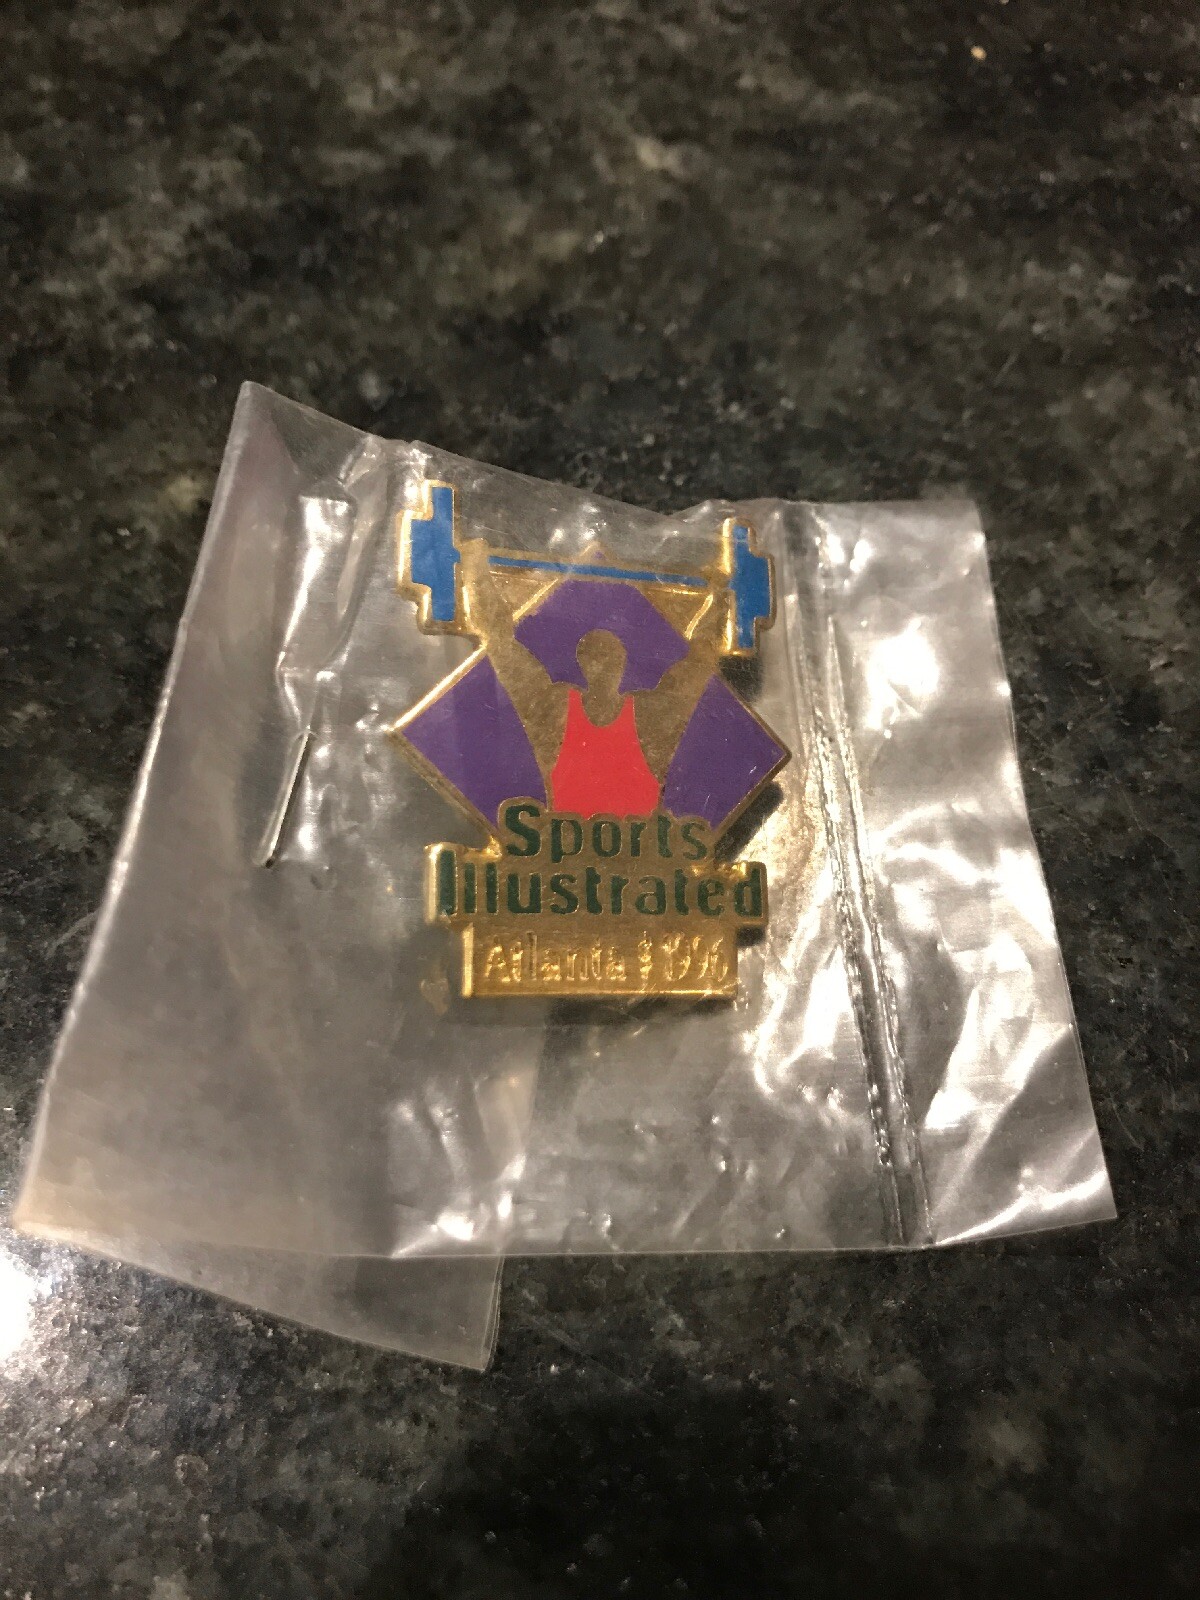 Sports
Illustrated
Atlanta 1996